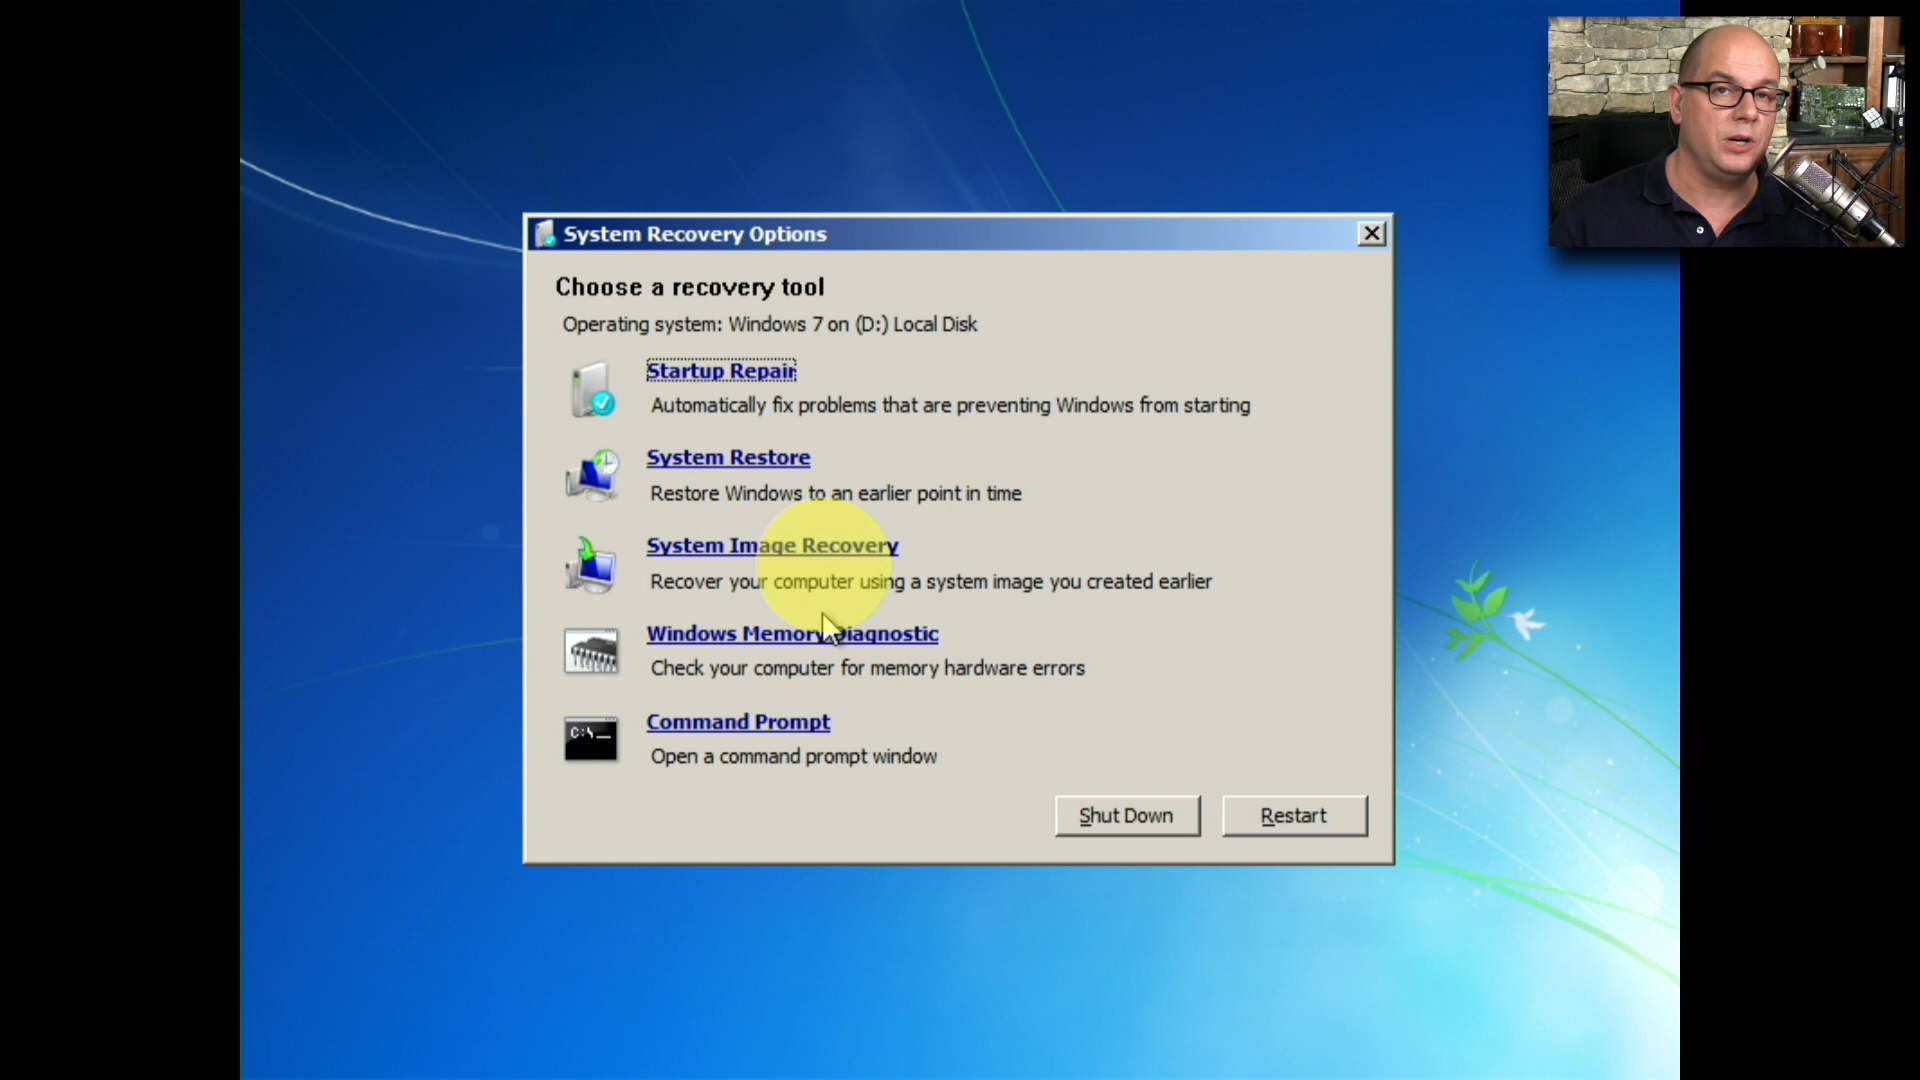 System Recovery Options
Choose a recovery tool
Operating system: Windows 7 on (D:) Local Disk
Startup Repair
Automatically fix problems that are preventing Windows from starting
System Restore
Restore Windows to an earlier point in time
System Image Recovery
Recover your computer using a system image you created earlier
Windows Memory Diagnostic
Check your computer for memory hardware errors
C:\_
Command Prompt
Open a command prompt window
Shut Down
Restart